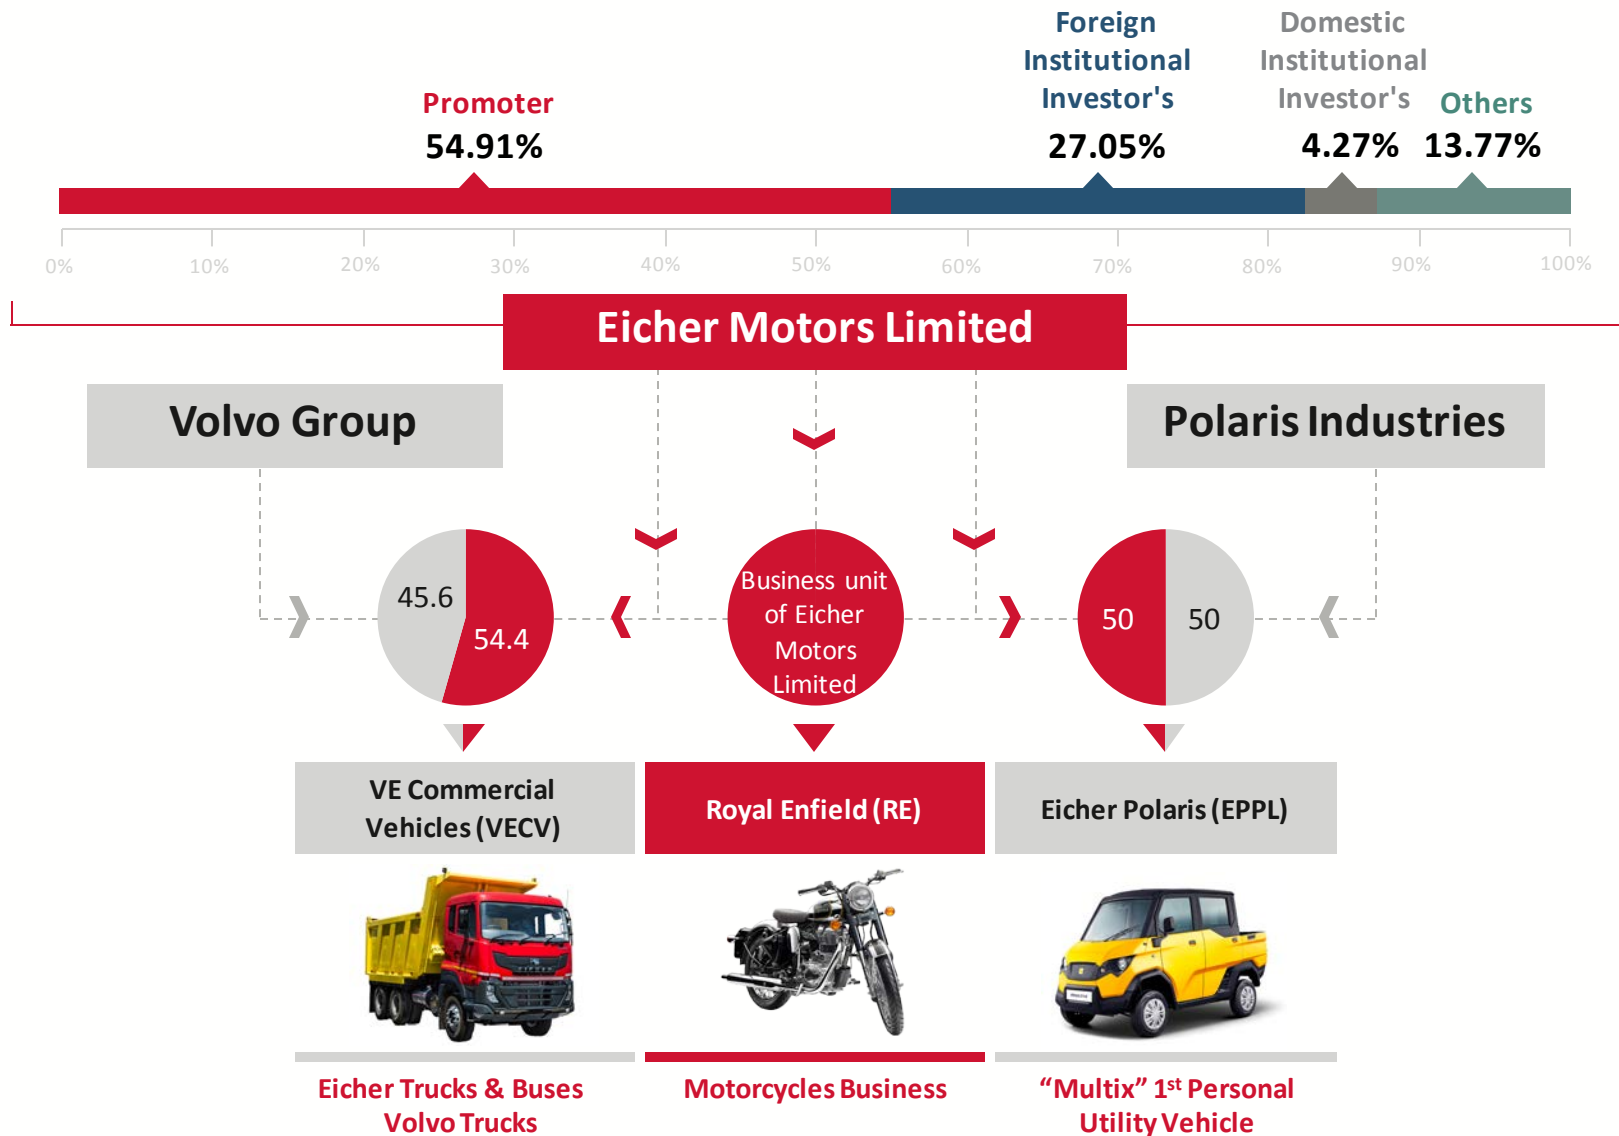 Promoter
54.91%
Foreign
Institutional
Investor's
27.05%
Domestic
Institutional
Investor's
4.27%
Others
13.77%
0%
10%
20%
30%
40%
50%
60%
70%
80%
90%
100%
Eicher Motors Limited
Volvo Group
Polaris Industries
45.6
54.4
Business unit
of Eicher
Motors
Limited
50
50
VE Commercial
Vehicles (VECV)
Royal Enfield (RE)
Eicher Polaris (EPPL)
EICHER
Eicher Trucks & Buses
Volvo Trucks
Motorcycles Business
“Multix” 1st Personal
Utility Vehicle